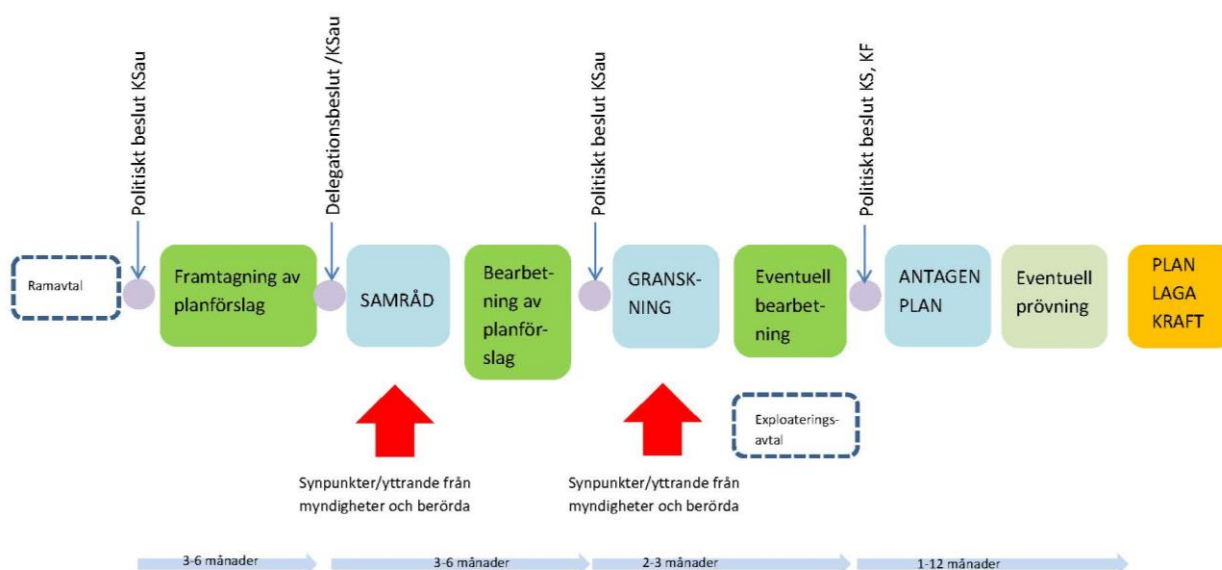 Politiskt beslut KSau
Delegationsbeslut /KSau
Politiskt beslut KSau
Politiskt beslut KS, KF
Ramavtal
Framtagning av
planförslag
SAMRÅD
Bearbet-
ning av
planför-
slag
GRANSK-
NING
Eventuell
bearbet-
ning
ANTAGEN
PLAN
Eventuell
prövning
PLAN
LAGA
KRAFT
Exploaterings-
avtal
Synpunkter/yttrande från
myndigheter och berörda
Synpunkter/yttrande från
myndigheter och berörda
3-6 månader
3-6 månader
2-3 månader
1-12 månader